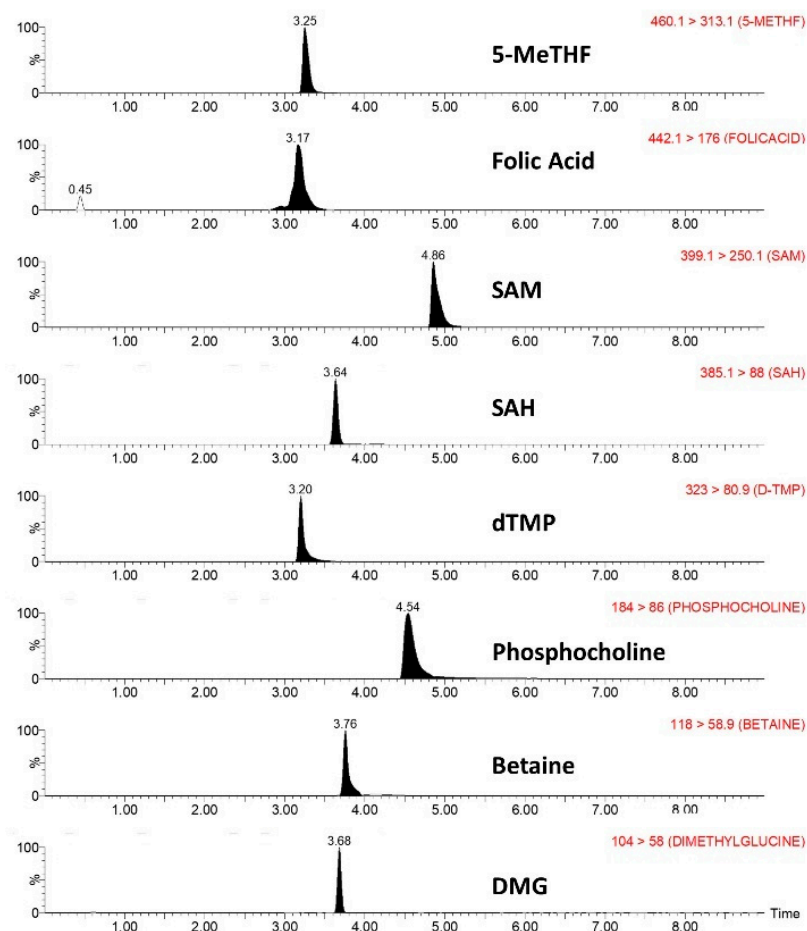 3.25
460.1 > 313.1 (5-METHF)
100
5-MeTHF
%
0
1.00 2.00 3.00 4.00 5.00 6.00 7.00 8.00
3.17
442.1 > 176 (FOLICACID)
100
Folic Acid
%
0.45
0
1.00 2.00 3.00 4.00 5.00 6.00 7.00 8.00
4.86
399.1 > 250.1 (SAM)
100
SAM
%
0
1.00 2.00 3.00 4.00 5.00 6.00 7.00 8.00
3.64
385.1 > 88 (SAH)
100
SAH
%
0
1.00 2.00 3.00 4.00 5.00 6.00 7.00 8.00
3.20
323 > 80.9 (D-TMP)
100
dTMP
%
0
1.00 2.00 3.00 4.00 5.00 6.00 7.00 8.00
4.54
184 > 86 (PHOSPHOCHOLINE)
100
Phosphocholine
%
0
1.00 2.00 3.00 4.00 5.00 6.00 7.00 8.00
3.76
118 > 58.9 (BETAINE)
100
Betaine
%
0
1.00 2.00 3.00 4.00 5.00 6.00 7.00 8.00
3.68
104 > 58 (DIMETHYLGLUCINE)
100
DMG
%
0
Time
1.00 2.00 3.00 4.00 5.00 6.00 7.00 8.00